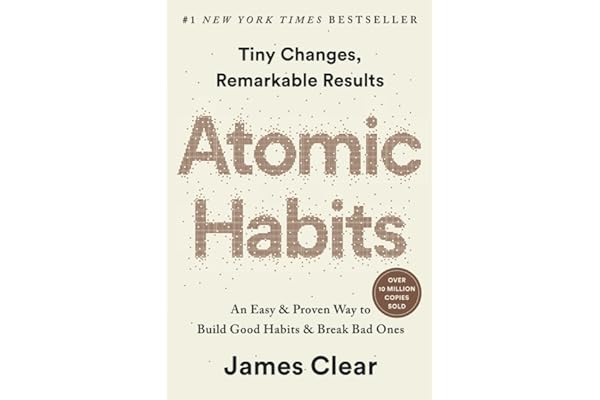 #1 NEW YORK TIMES BESTSELLER
Tiny Changes,
Remarkable Results
Atomic
Habits
OVER
10 MILLION
COPIES
SOLD
An Easy & Proven Way to
Build Good Habits & Break Bad Ones
James Clear